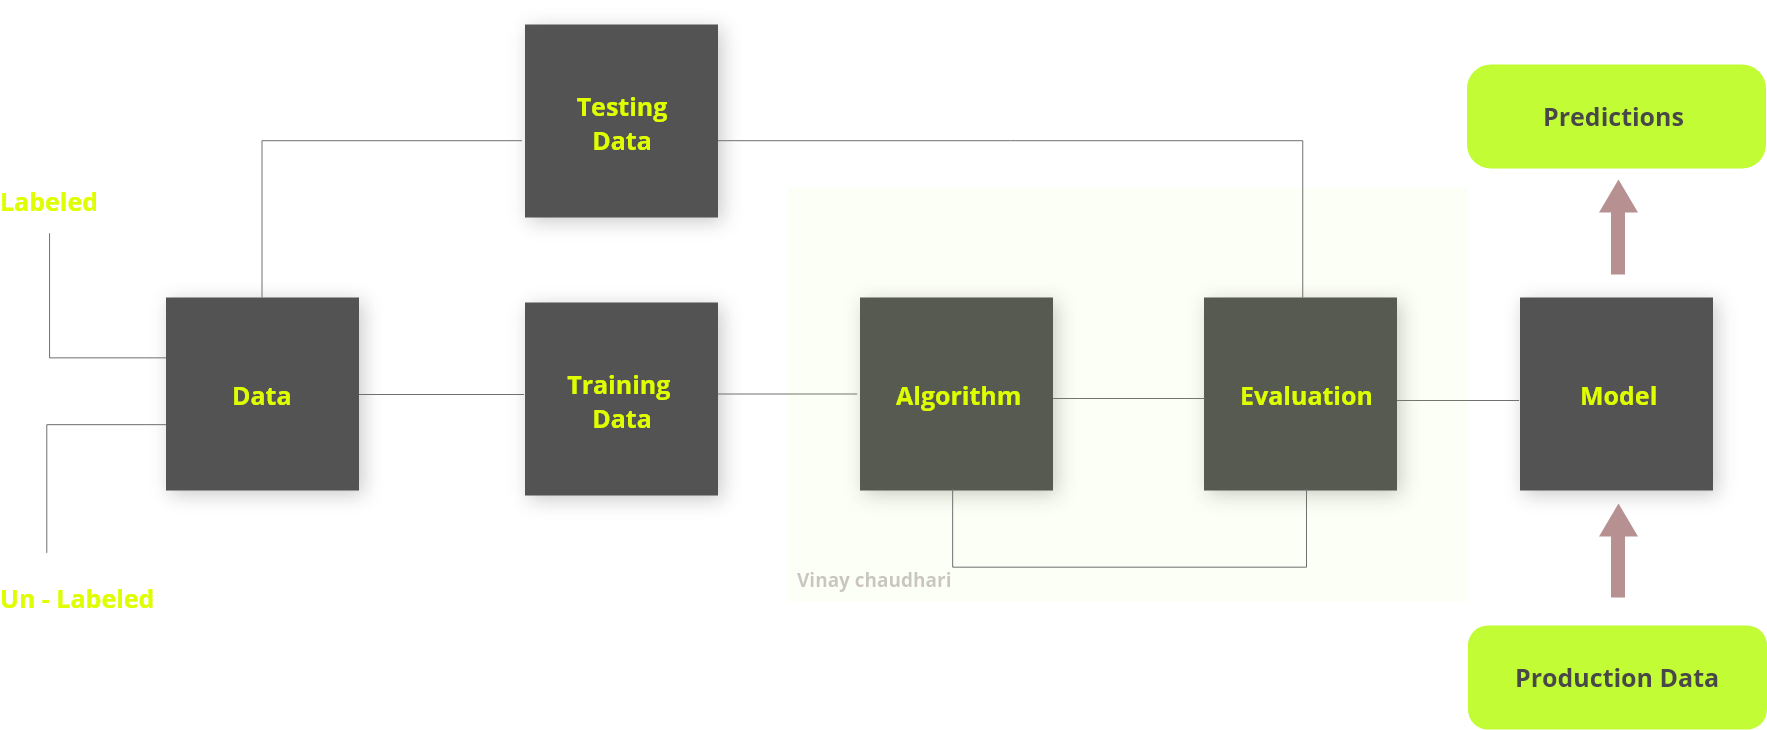 Testing
Data
Predictions
Labeled
Data
Training
Data
Algorithm
Evaluation
Model
Vinay chaudhari
Un - Labeled
Production Data